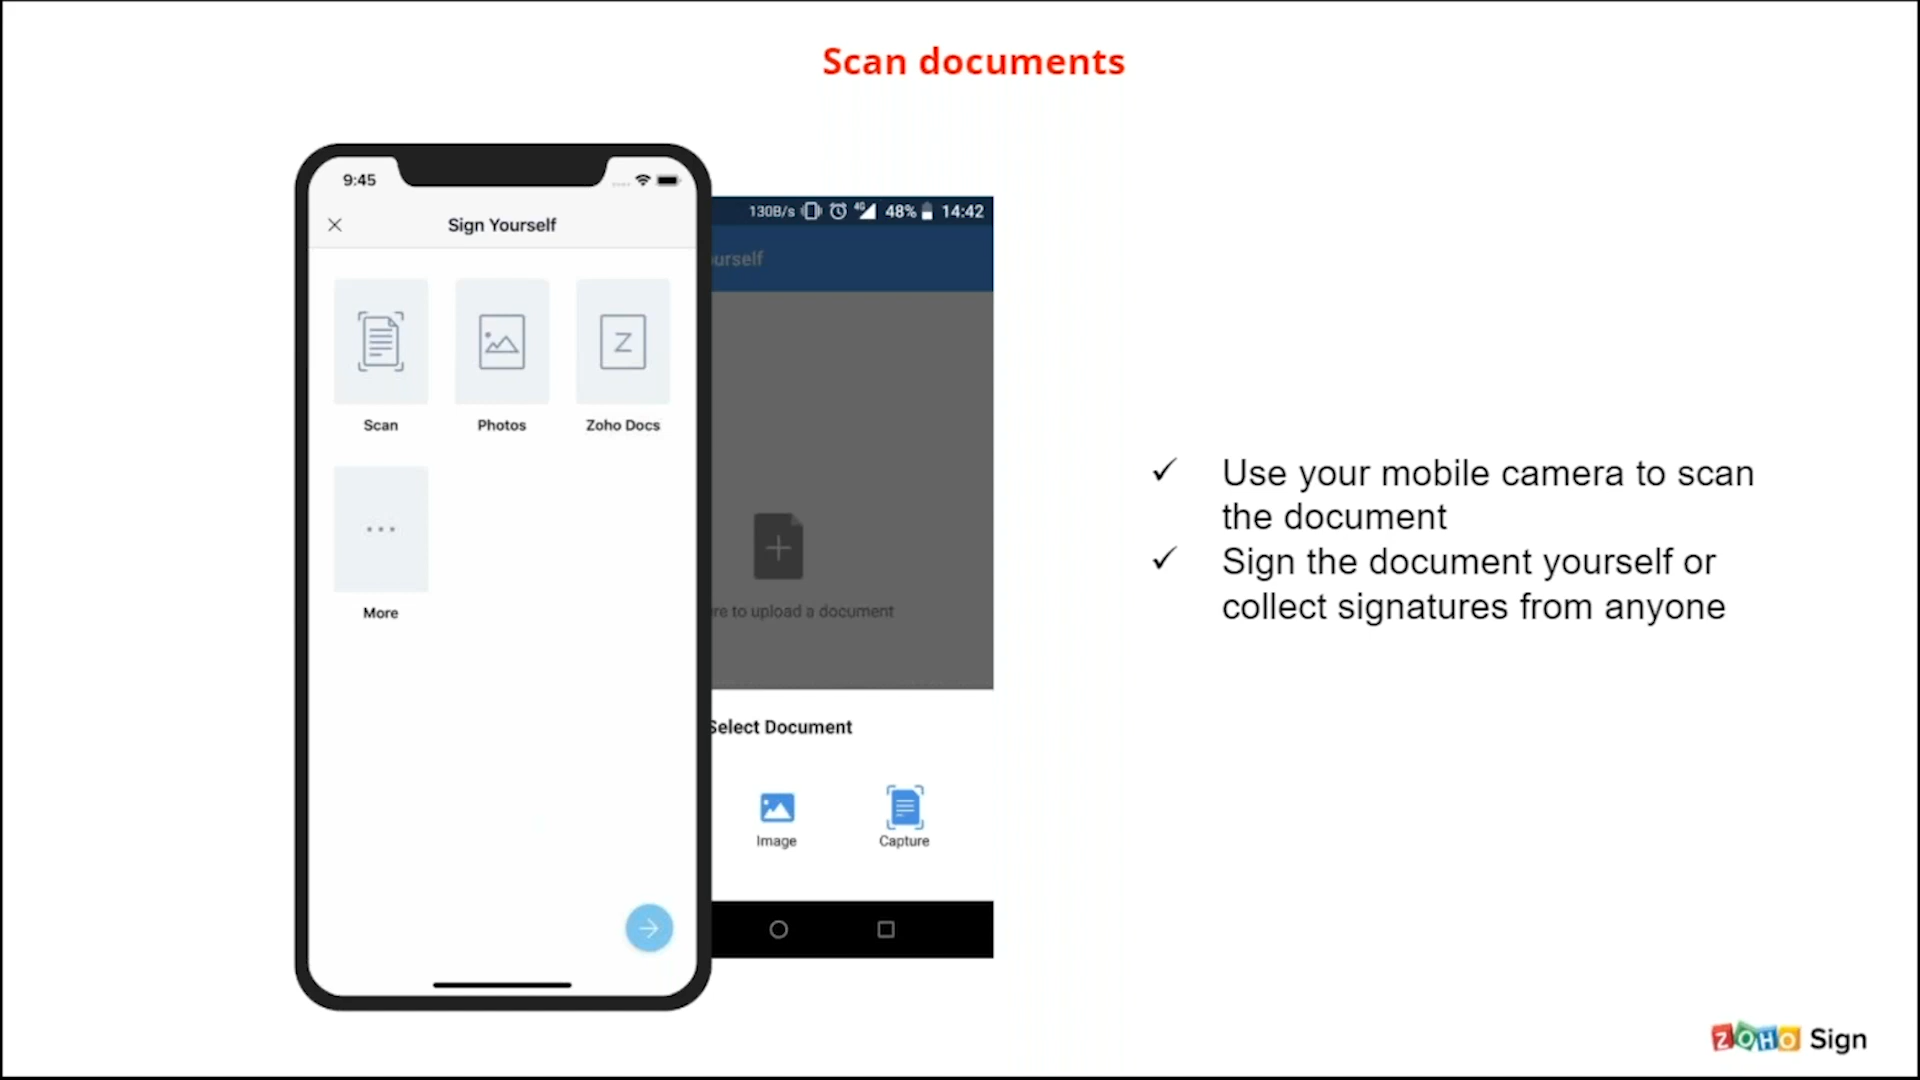 Scan documents
9:45
Sign Yourself
Scan
Photos
Z
Zoho Docs
More
130B/s 4G 48% 14:42
urself
re to upload a document
Select Document
Image
Capture
Use your mobile camera to scan
the document
Sign the document yourself or
collect signatures from anyone
ZOHO Sign